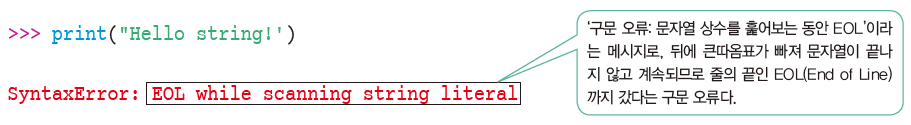 >>> print("Hello string!')
SyntaxError: EOL while scanning string literal
'구문 오류: 문자열 상수를 훑어보는 동안 EOL'이라
는 메시지로, 뒤에 큰따옴표가 빠져 문자열이 끝나
지 않고 계속되므로 줄의 끝인 EOL(End of Line)
까지 갔다는 구문 오류다.